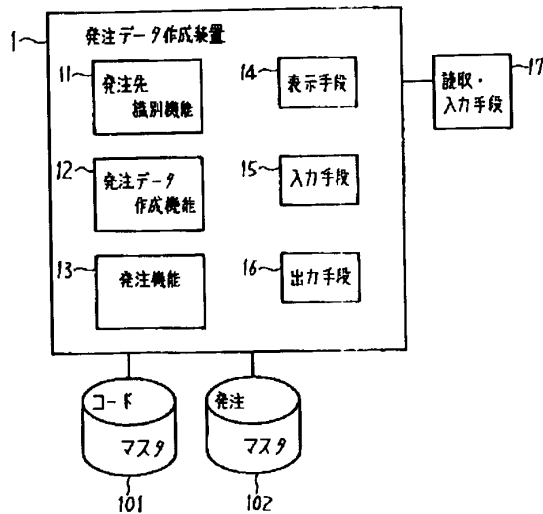 1
発注データ作成装置
11
発注先
識別機能
14
表示手段
17
読取・
入力手段
12
発注データ
作成機能
15
入力手段
13
発注機能
16
出力手段
コード
マスタ
発注
マスタ
101
102